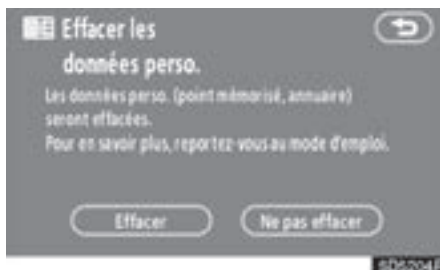 Effacer les
données perso.
Les données perso. (point mémorisé, annuaire)
seront effacées.
Pour en savoir plus, reportez-vous au mode d'emploi.
Effacer
Ne pas effacer